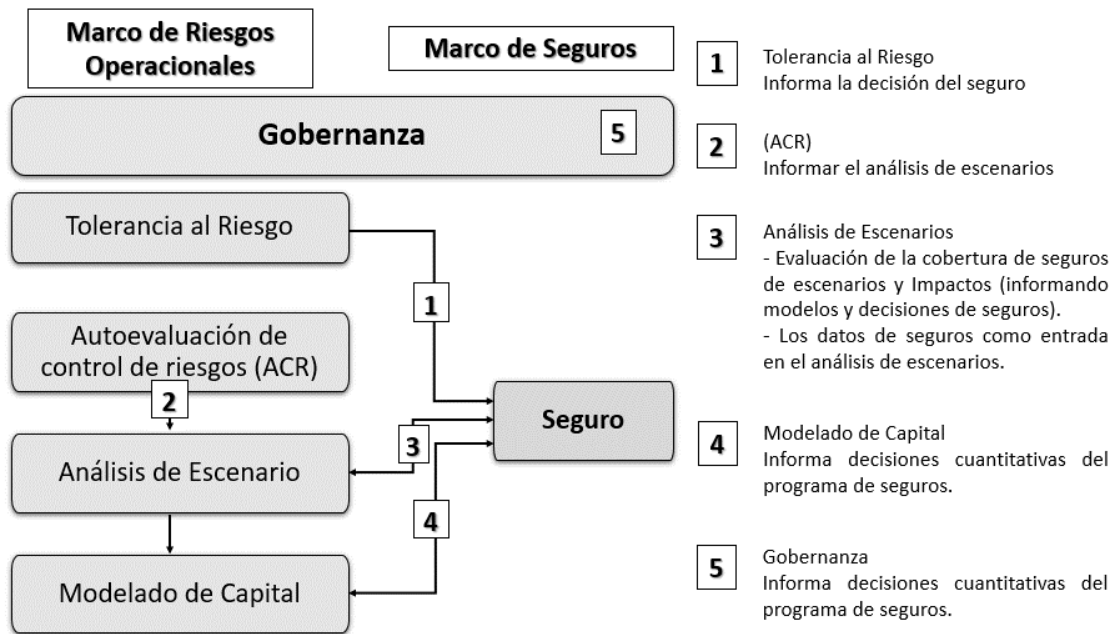 Marco de Riesgos
Operacionales
Marco de Seguros
Gobernanza
5
Tolerancia al Riesgo
1
Autoevaluación de
control de riesgos (ACR)
2
Análisis de Escenario
3
Seguro
4
Modelado de Capital
1
Tolerancia al Riesgo
Informa la decisión del seguro
2
(ACR)
Informar el análisis de escenarios
3
Análisis de Escenarios
- Evaluación de la cobertura de seguros
de escenarios y Impactos (informando
modelos y decisiones de seguros).
- Los datos de seguros como entrada
en el análisis de escenarios.
4
Modelado de Capital
Informa decisiones cuantitativas del
programa de seguros.
5
Gobernanza
Informa decisiones cuantitativas del
programa de seguros.